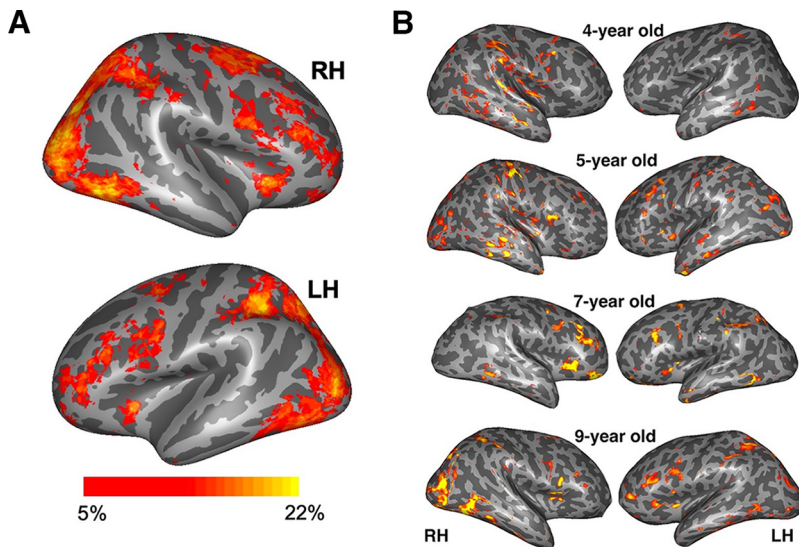 A
RH
LH
5%
22%
B
4-year old
5-year old
7-year old
9-year old
RH
LH